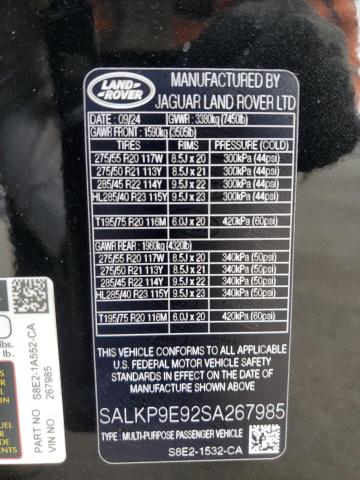 LAND-
ROVER
MANUFACTURED BY
JAGUAR LAND ROVER LTD
DATE : 09/24 GVWR : 3380kg (7450lb)
GAWR FRONT : 1590kg (3505lb)
TIRES RIMS PRESSURE (COLD)
275/55 R20 117W 8.5J x 20 300kPa (44psi)
275/50 R21 113Y 8.5J x 21 300kPa (44psi)
285/45 R22 114Y 9.5J x 22 300kPa (44psi)
HL285/40 R23 115Y 9.5J x 23 300kPa (44psi)
T195/75 R20 116M 6.0J x 20 420kPa (60psi)
GAWR REAR : 1960kg (4320lb)
275/55 R20 117W 8.5J x 20 340kPa (50psi)
275/50 R21 113Y 8.5J x 21 340kPa (50psi)
285/45 R22 114Y 9.5J x 22 340kPa (50psi)
HL285/40 R23 115Y 9.5J x 23 340kPa (50psi)
T195/75 R20 116M 6.0J x 20 420kPa (60psi)
THIS VEHICLE CONFORMS TO ALL APPLICABLE
U.S. FEDERAL MOTOR VEHICLE SAFETY AND
THEFT PREVENTION STANDARDS IN EFFECT ON
THE DATE OF MANUFACTURE SHOWN ABOVE
SALKP9E92SA267985
TYPE : MULTI-PURPOSE PASSENGER VEHICLE
S8E2-1532-CA
lbs.
lb.
PART NO S8E2-1A552-CA
VIN NO 267985